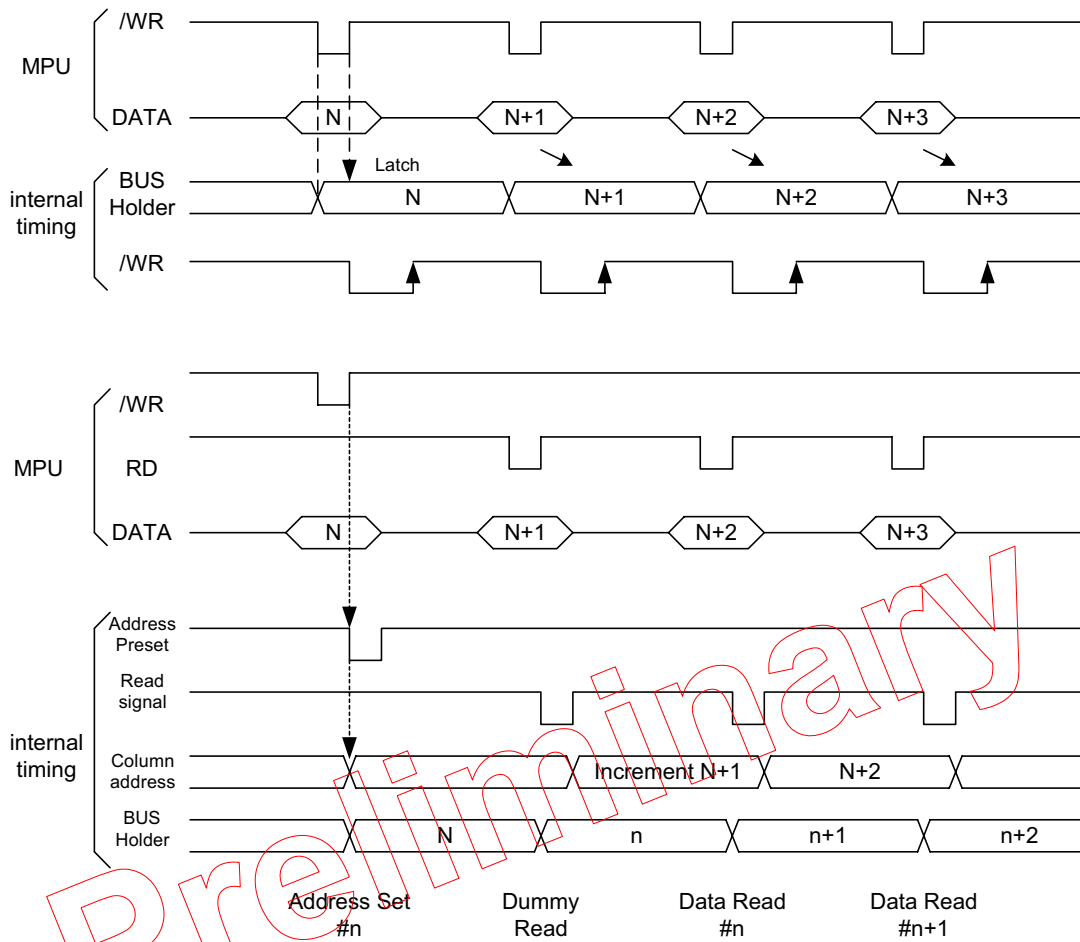 /WR
MPU
DATA
N
N+1
N+2
N+3
Latch
internal
timing
BUS
Holder
N
N+1
N+2
N+3
/WR
/WR
MPU
RD
DATA
N
N+1
N+2
N+3
Address
Preset
Read
signal
internal
timing
Column
address
Increment N+1
N+2
BUS
Holder
N
n
n+1
n+2
Address Set
#n
Dummy
Read
Data Read
#n
Data Read
#n+1
Preliminary